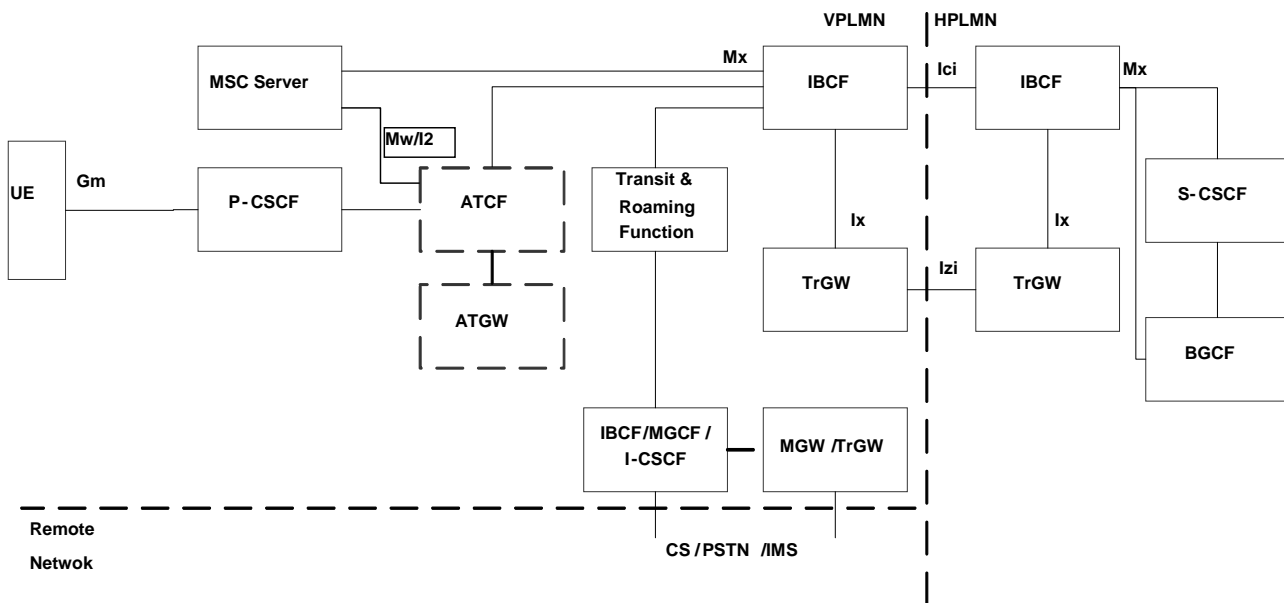 VPLMN
HPLMN
Mx
MSC Server
IBCF
Ici
IBCF
Mx
Mw/I2
UE
Gm
P-CSCF
ATCF
Transit &
Roaming
Function
S-CSCF
Ix
Ix
TrGW
Izi
TrGW
ATGW
BGCF
IBCF/MGCF/
I-CSCF
MGW /TrGW
Remote
Netwok
CS/PSTN /IMS